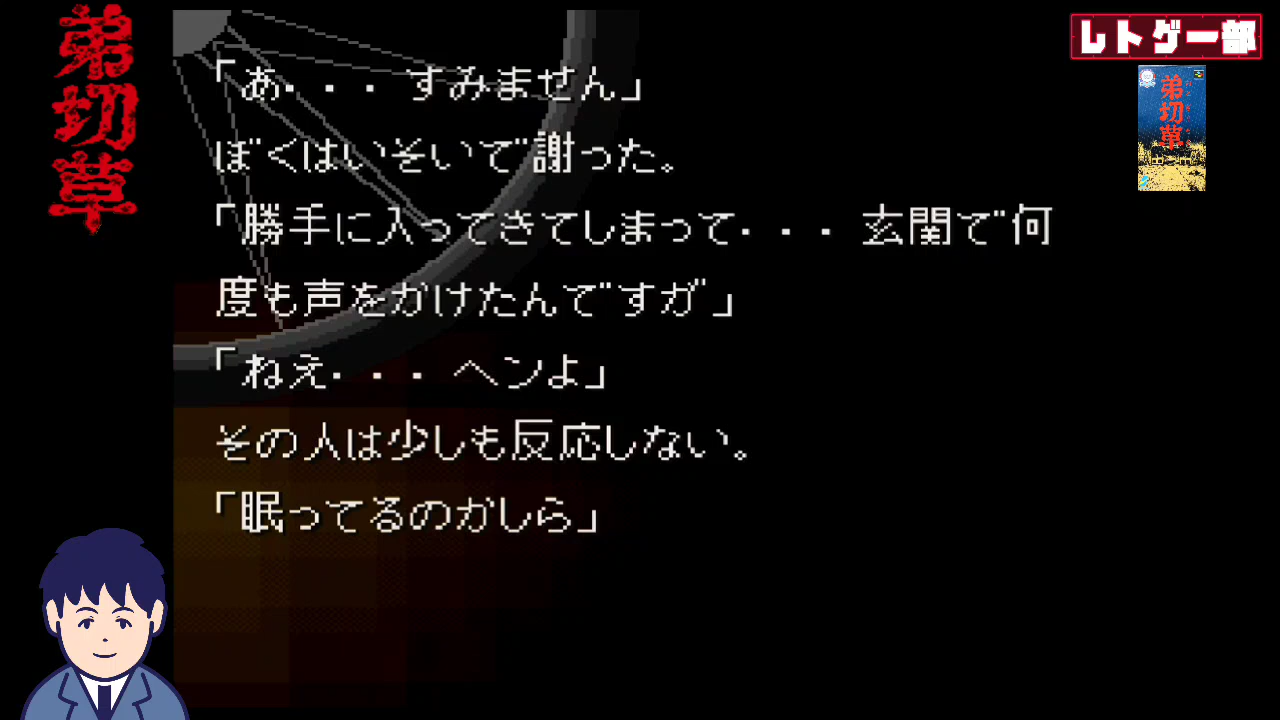 弟切草
レトゲー部
弟切草
「あ・・・ すみません」
ぼくはいそいで謝った。
「勝手に入ってきてしまって・・・ 玄関で何
度も声をかけたんですが」
「ねえ・・・ ヘンよ」
その人は少しも反応しない。
「眠ってるのかしら」